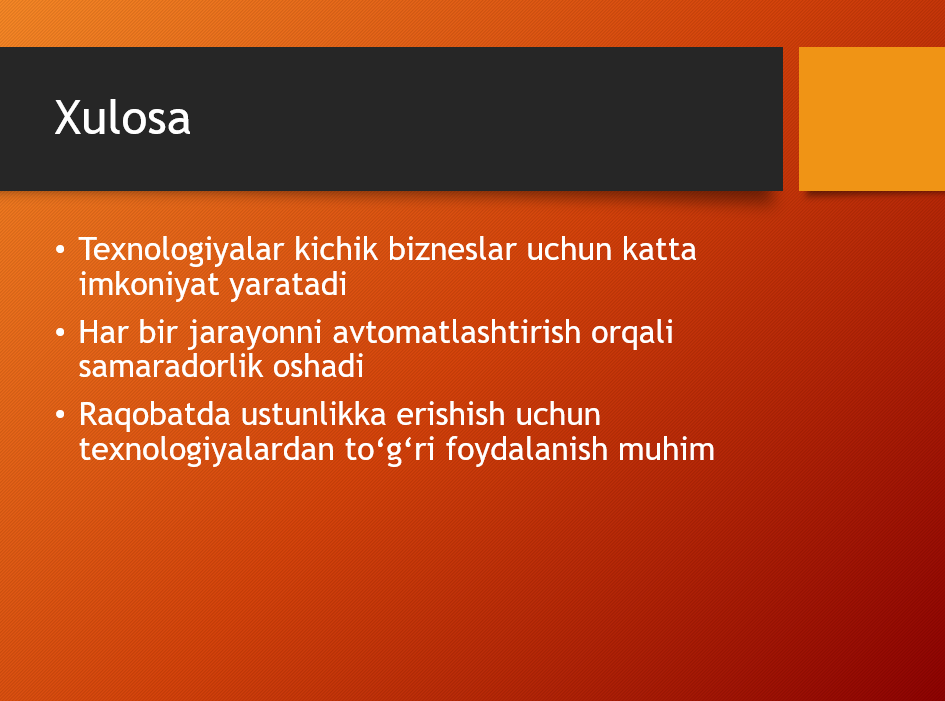 Xulosa
• Texnologiyalar kichik bizneslar uchun katta
imkoniyat yaratadi
• Har bir jarayonni avtomatlashtirish orqali
samaradorlik oshadi
• Raqobatda ustunlikka erishish uchun
texnologiyalardan to‘g‘ri foydalanish muhim